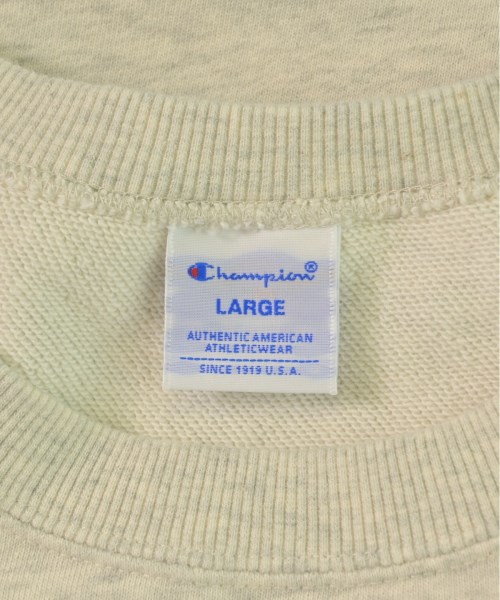 Champion®
LARGE
AUTHENTIC AMERICAN
ATHLETICWEAR
SINCE 1919 U.S.A.